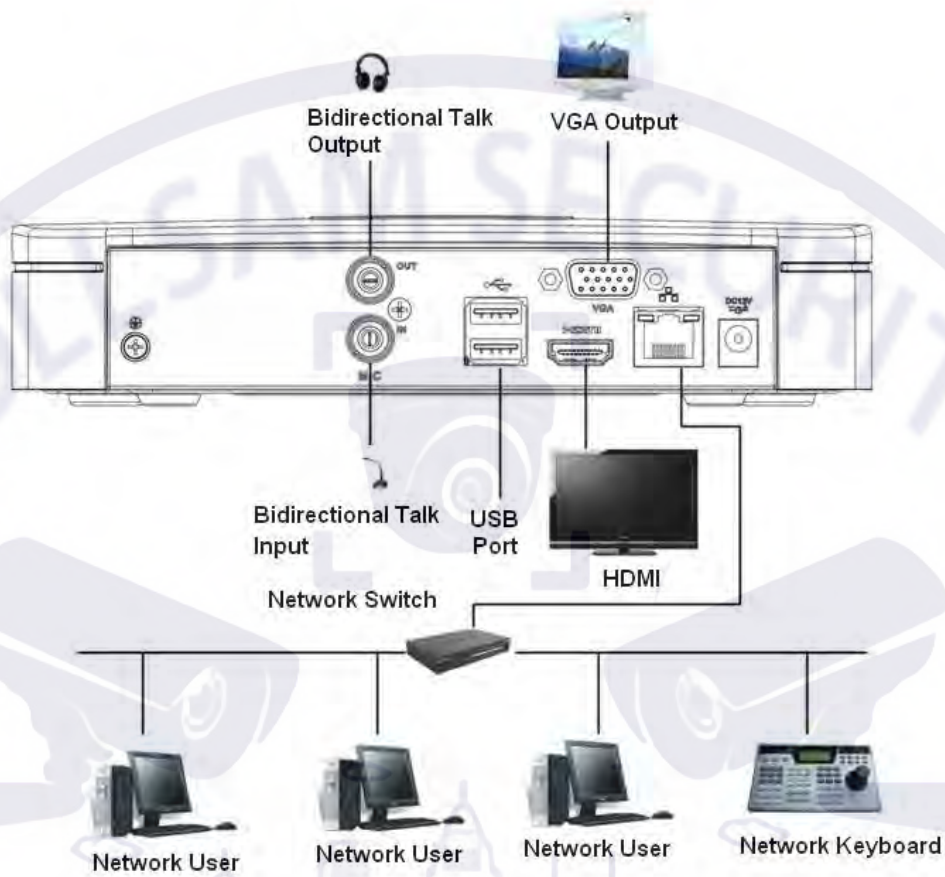 Bidirectional Talk
Output
VGA Output
OUT
VGA
DC12V
IN
HDMI
MIC
Bidirectional Talk
Input
USB
Port
HDMI
Network Switch
Network User
Network User
Network User
Network Keyboard